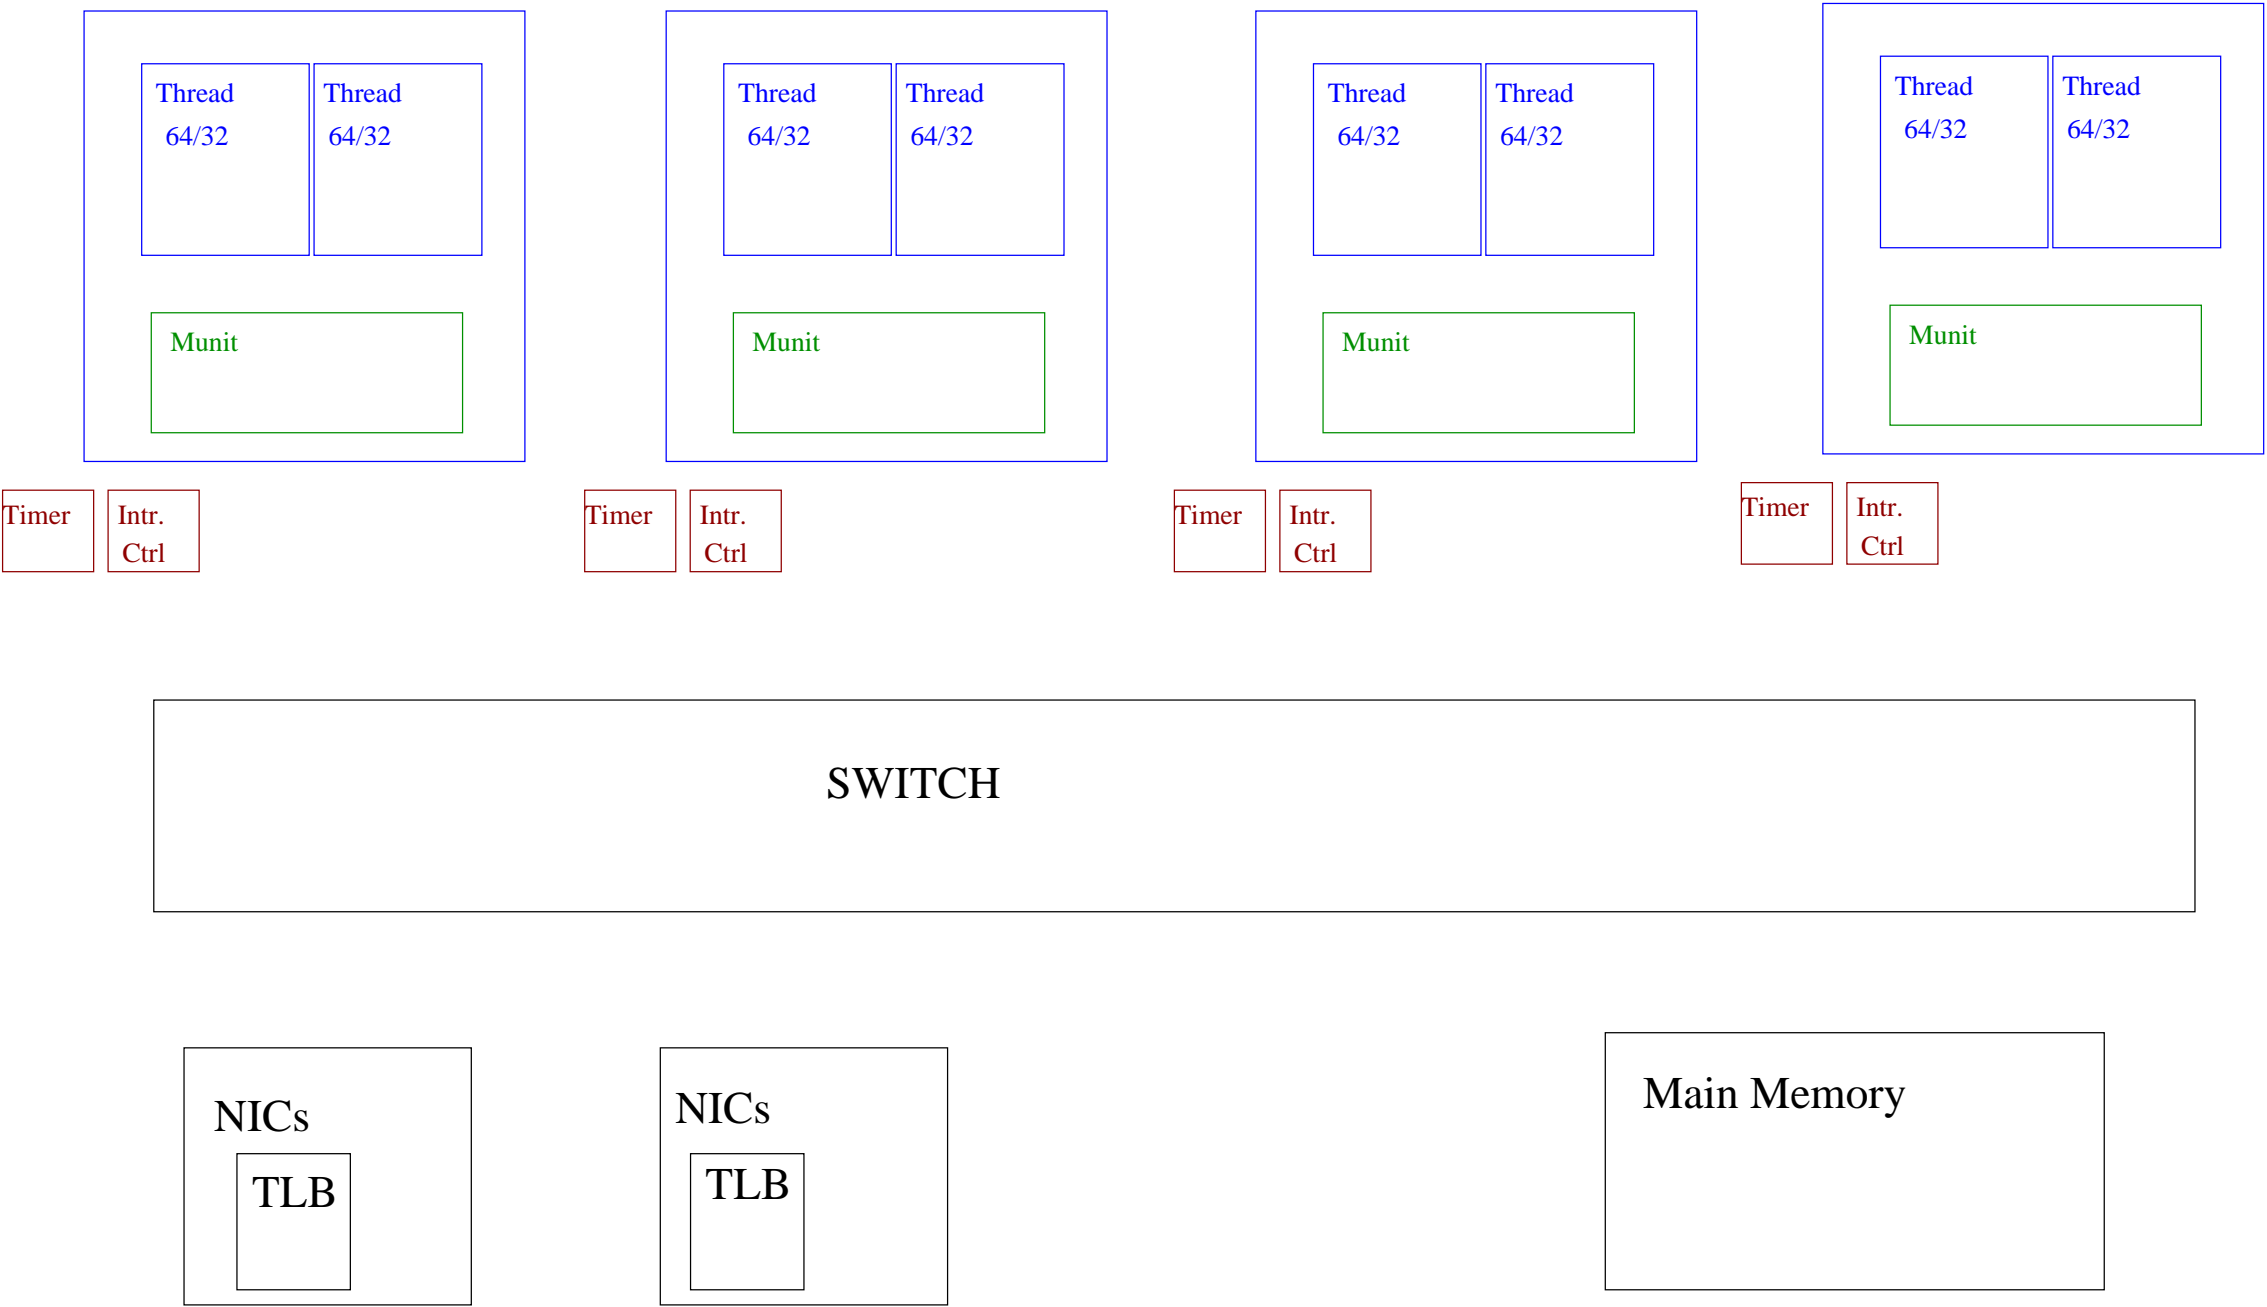 Thread Thread
64/32 64/32
Munit
Timer Intr.
Ctrl
Thread Thread
64/32 64/32
Munit
Timer Intr.
Ctrl
Thread Thread
64/32 64/32
Munit
Timer Intr.
Ctrl
Thread Thread
64/32 64/32
Munit
Timer Intr.
Ctrl
SWITCH
NICs
TLB
NICs
TLB
Main Memory